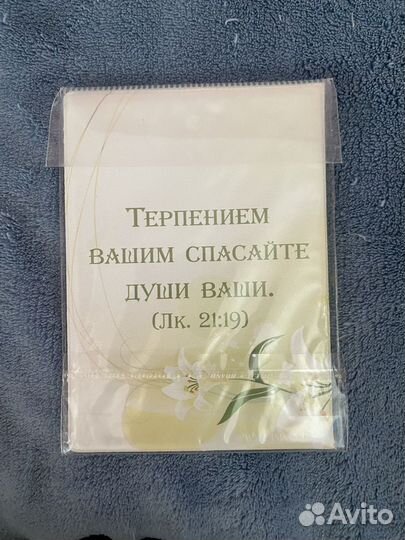 Терпением
вашим спасайте
души ваши.
(Лк. 21:19)
Avito